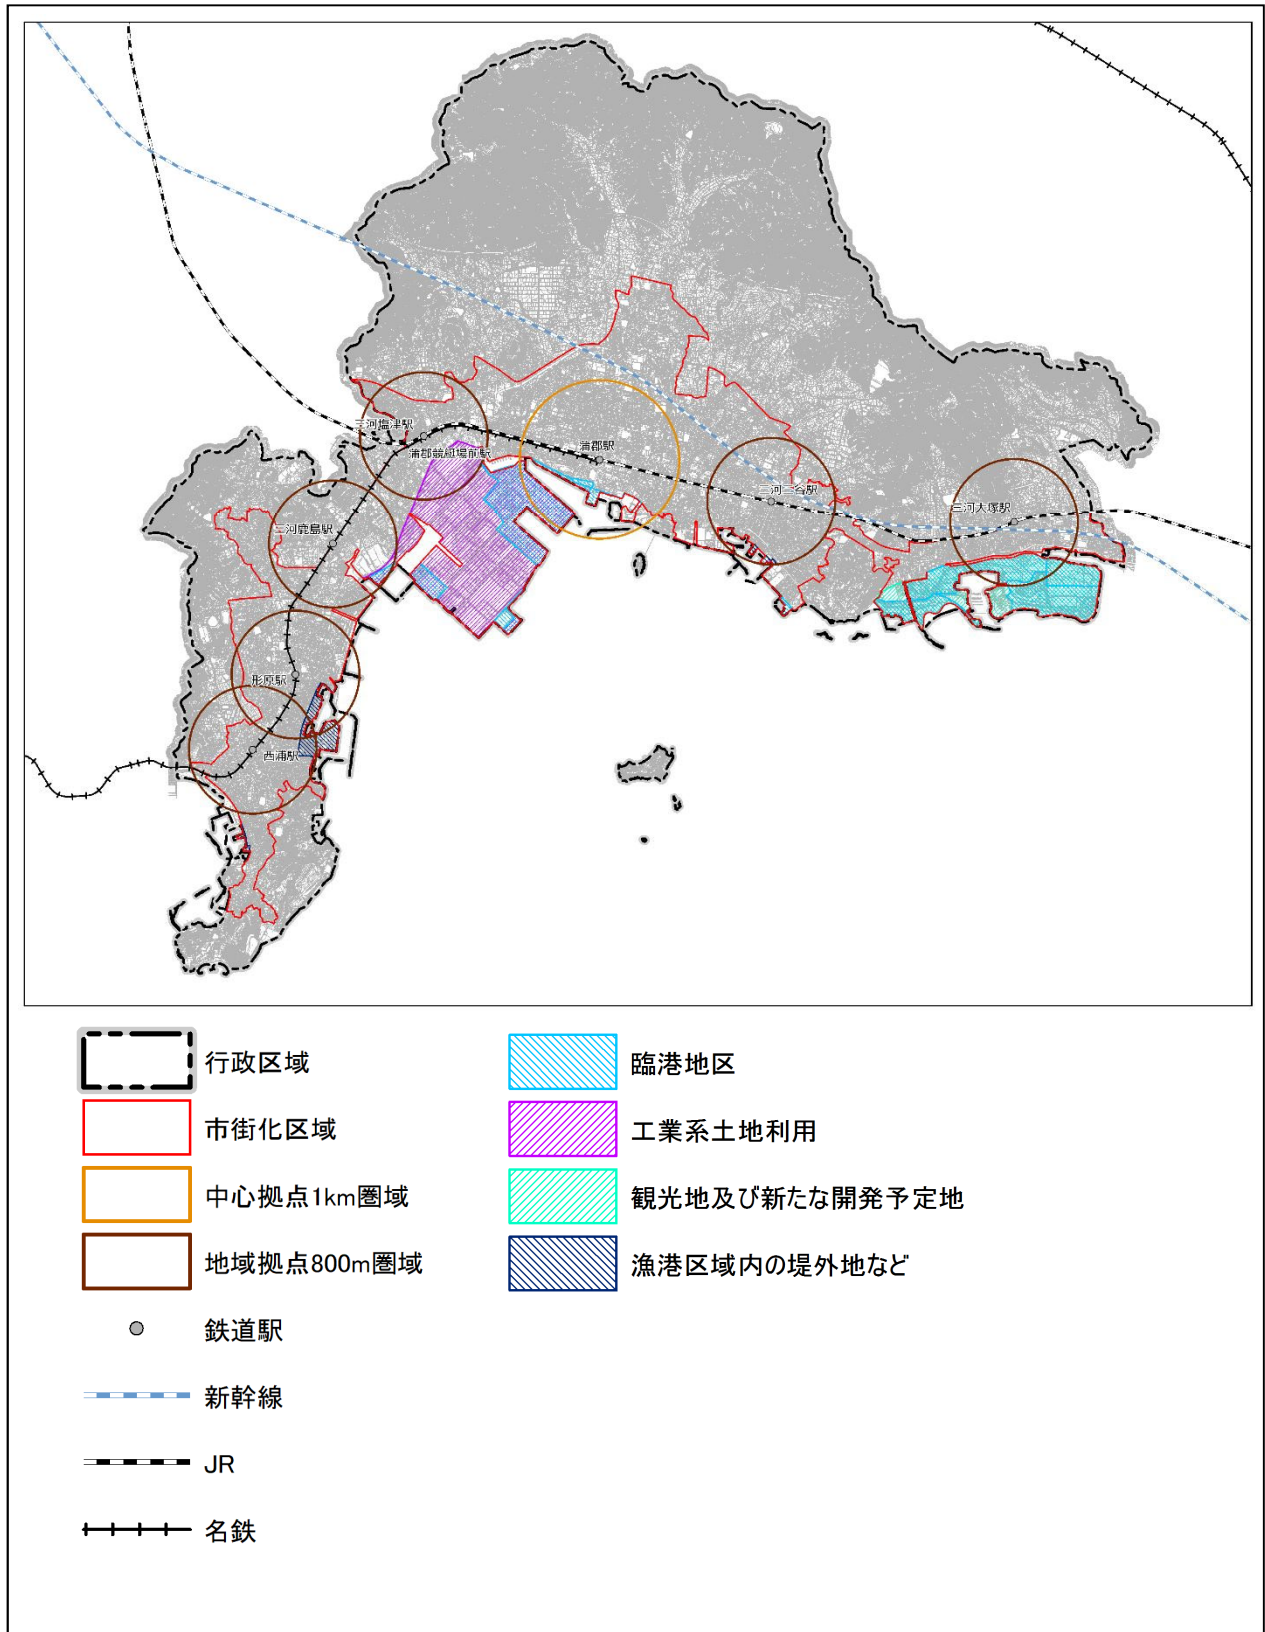 三河塩津駅
蒲郡競艇場前駅
蒲郡駅
三河三谷駅
三河大塚駅
三河鹿島駅
形原駅
西浦駅
行政区域
市街化区域
中心拠点1km圏域
地域拠点800m圏域
鉄道駅
新幹線
JR
名鉄
臨港地区
工業系土地利用
観光地及び新たな開発予定地
漁港区域内の堤外地など